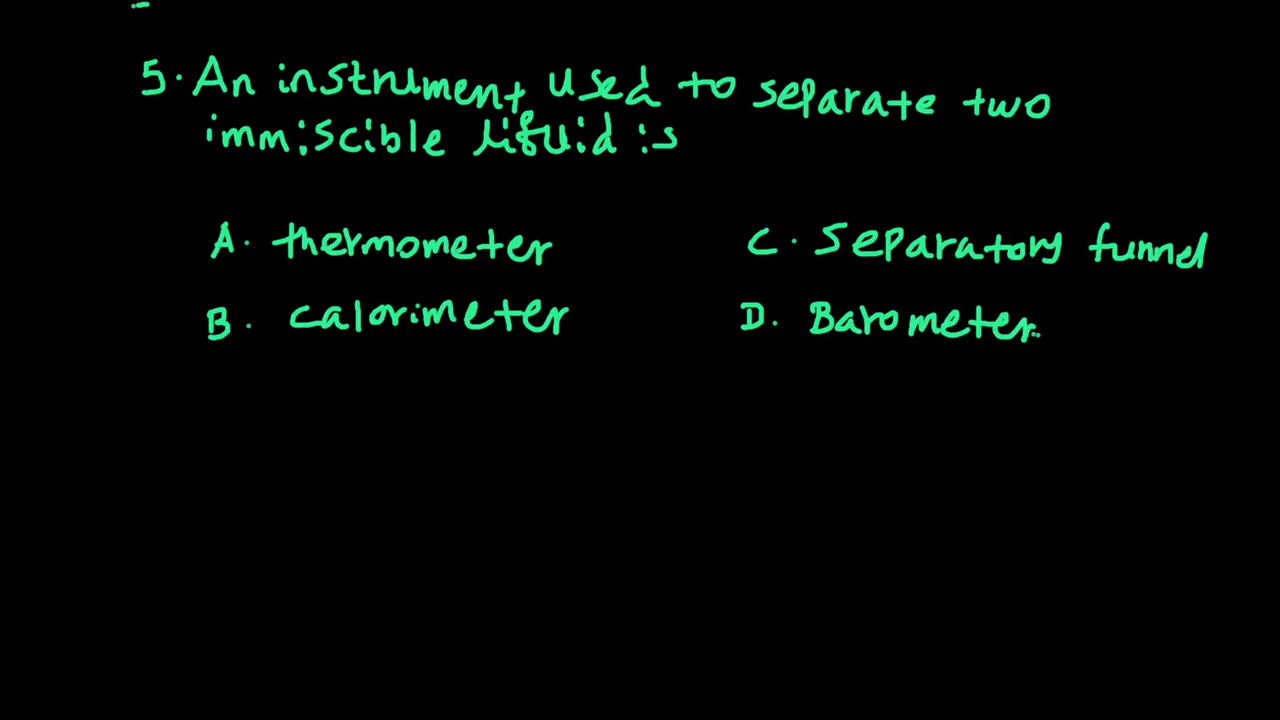 5. An instrument used to separate two
immiscible liquid is
A. thermometer
C. Separatory funnel
B. calorimeter
D. Barometer.